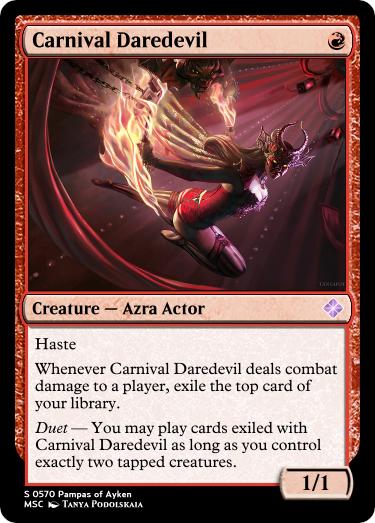 Carnival Daredevil
Creature — Azra Actor
Haste
Whenever Carnival Daredevil deals combat
damage to a player, exile the top card of
your library.
Duet — You may play cards exiled with
Carnival Daredevil as long as you control
exactly two tapped creatures.
1/1
S 0570 Pampas of Ayken
MSC Tanya Podolskaia